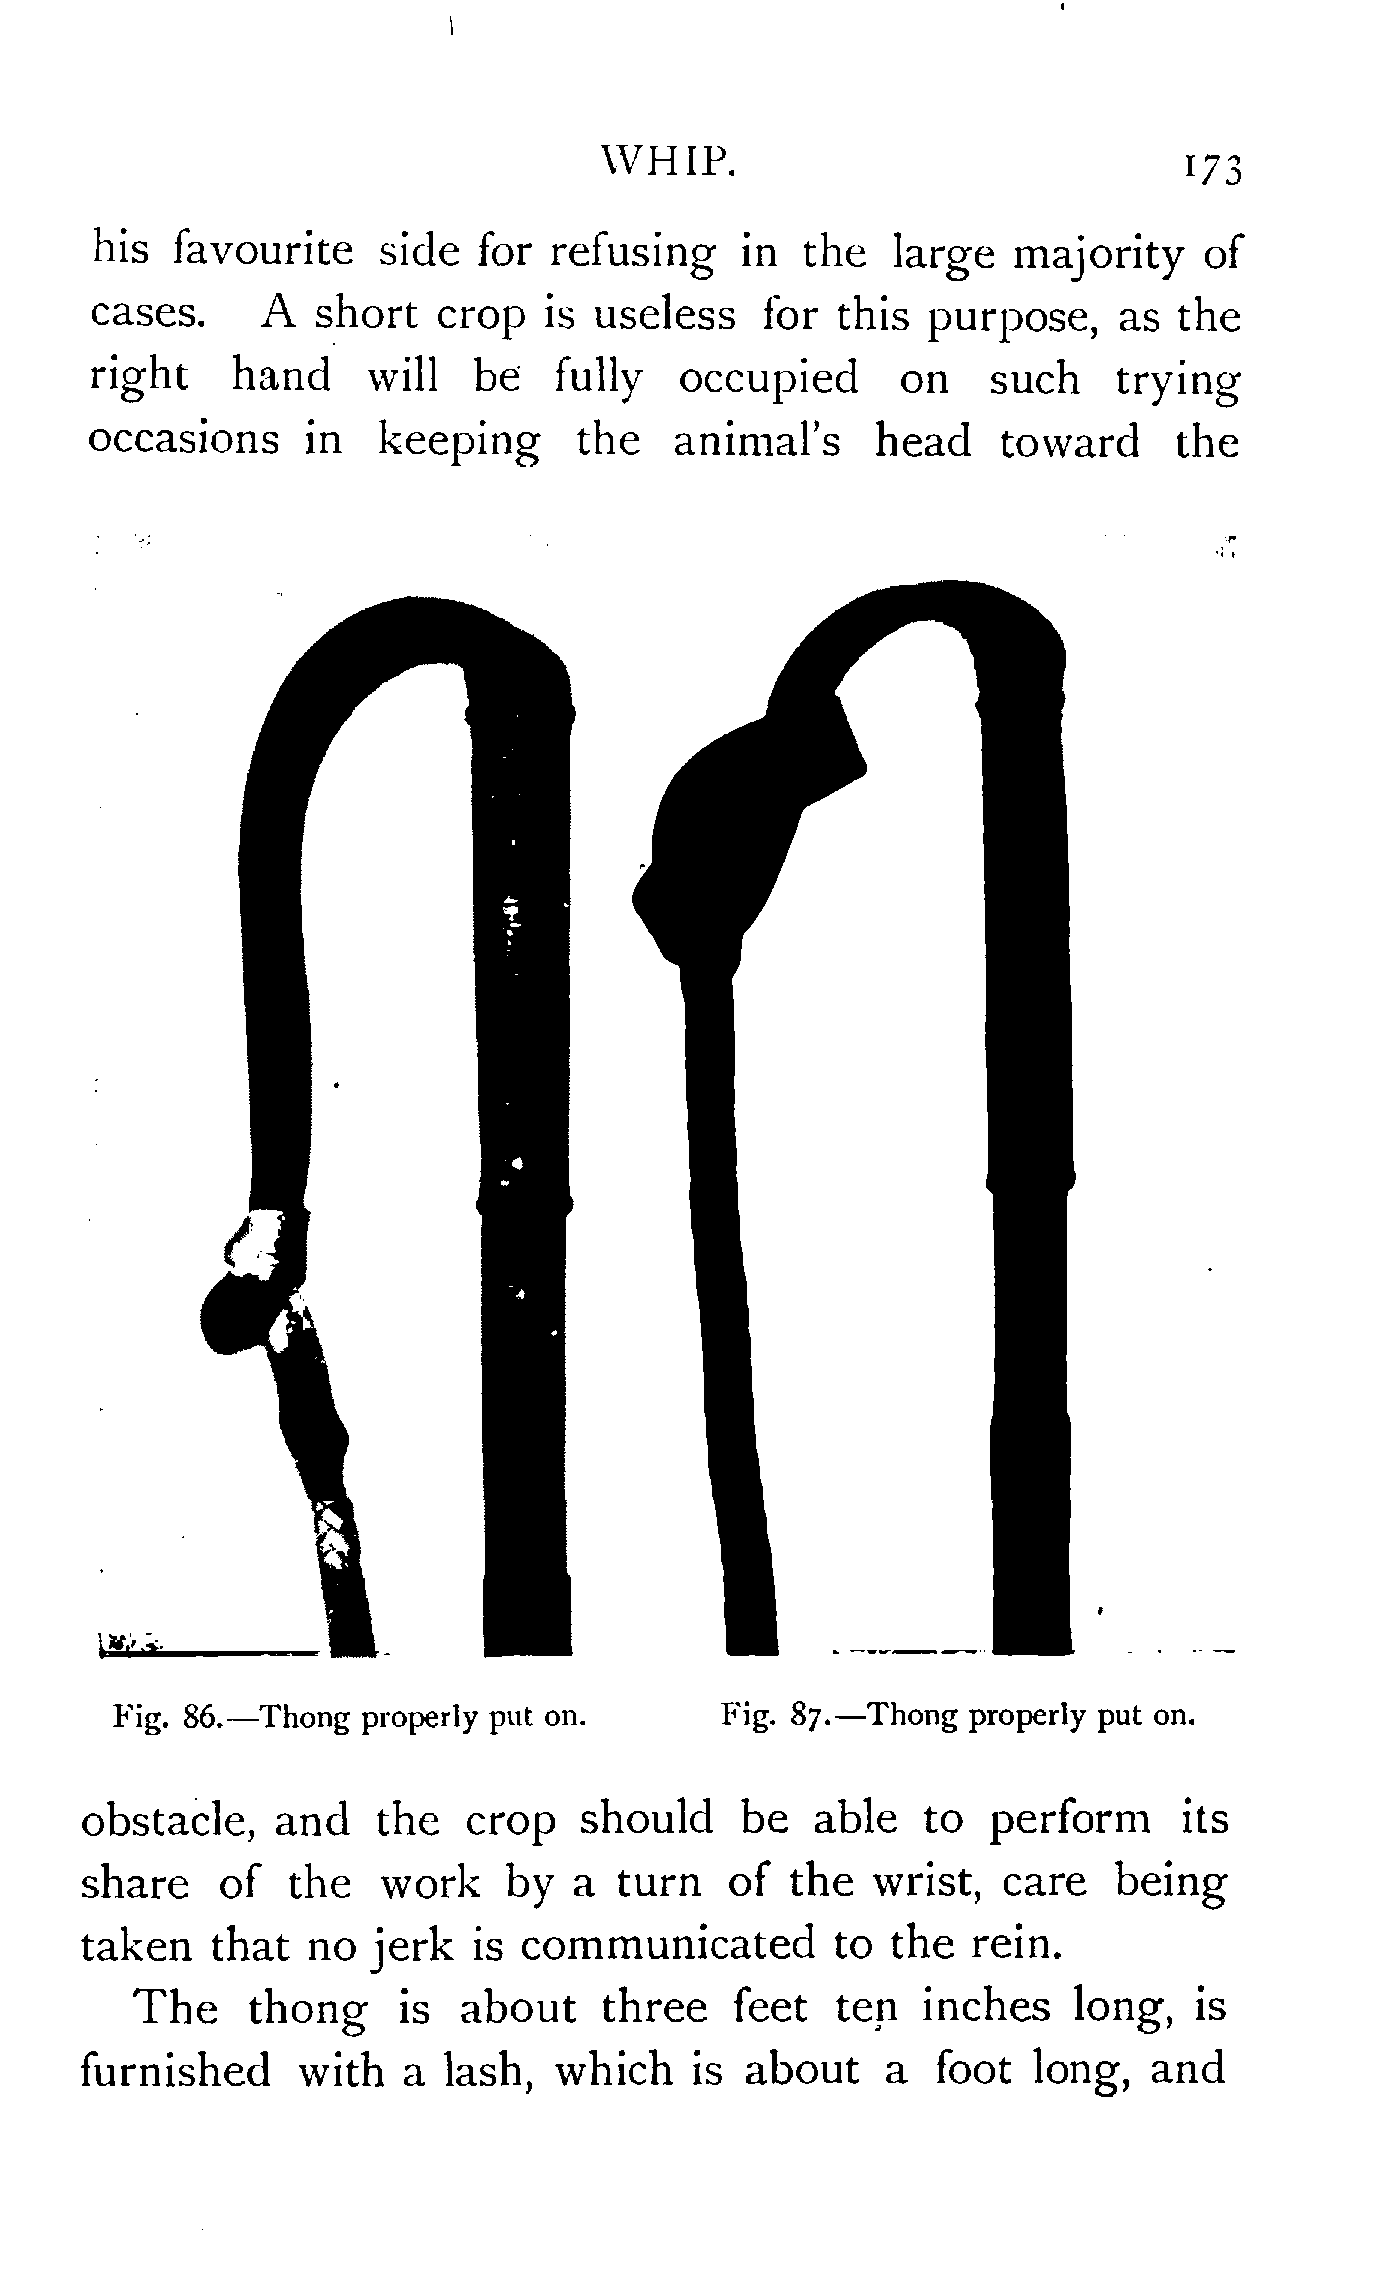 WHIP. 173
his favourite side for refusing in the large majority of
cases. A short crop is useless for this purpose, as the
right hand will be fully occupied on such trying
occasions in keeping the animal's head toward the
Fig. 86.—Thong properly put on.
Fig. 87.—Thong properly put on.
obstacle, and the crop should be able to perform its
share of the work by a turn of the wrist, care being
taken that no jerk is communicated to the rein.
The thong is about three feet ten inches long, is
furnished with a lash, which is about a foot long, and